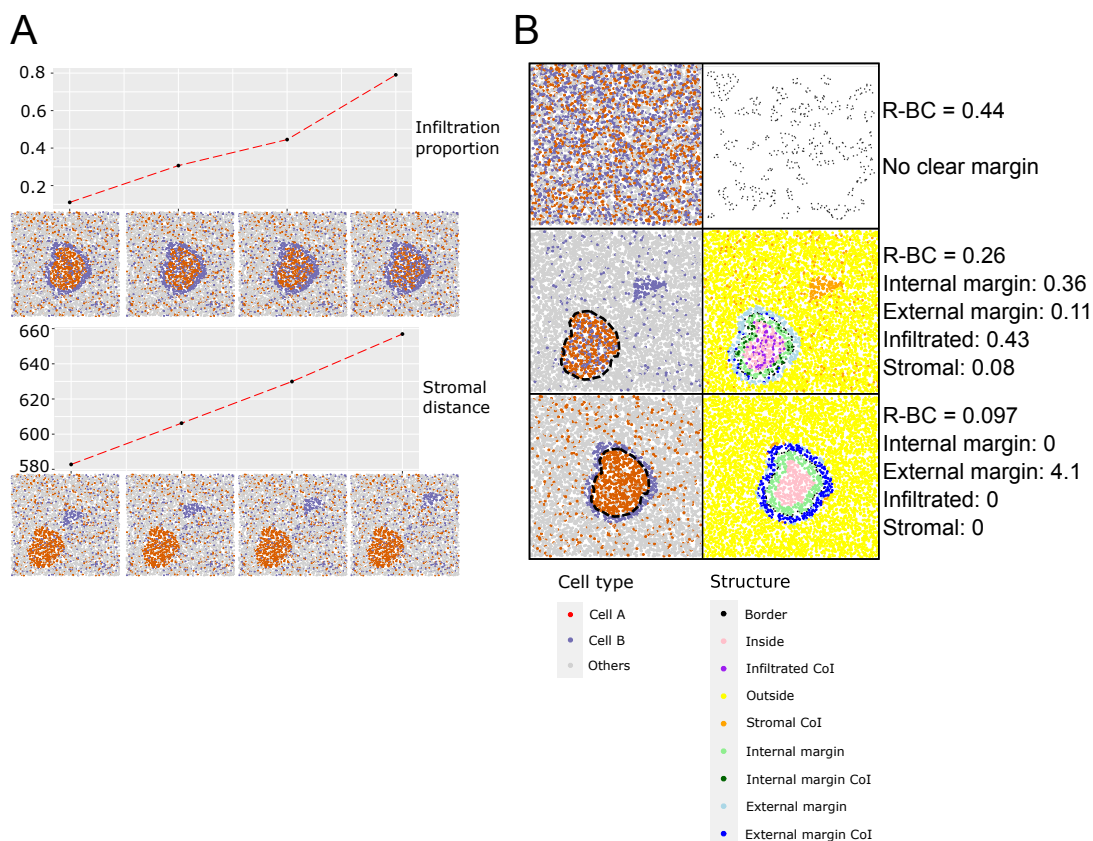 A
0.8
0.6
0.4
0.2
Infiltration
proportion
660
640
620
600
580
Stromal
distance
B
R-BC = 0.44
No clear margin
R-BC = 0.26
Internal margin: 0.36
External margin: 0.11
Infiltrated: 0.43
Stromal: 0.08
R-BC = 0.097
Internal margin: 0
External margin: 4.1
Infiltrated: 0
Stromal: 0
Cell type
Cell A
Cell B
Others
Structure
Border
Inside
Infiltrated CoI
Outside
Stromal CoI
Internal margin
Internal margin CoI
External margin
External margin CoI